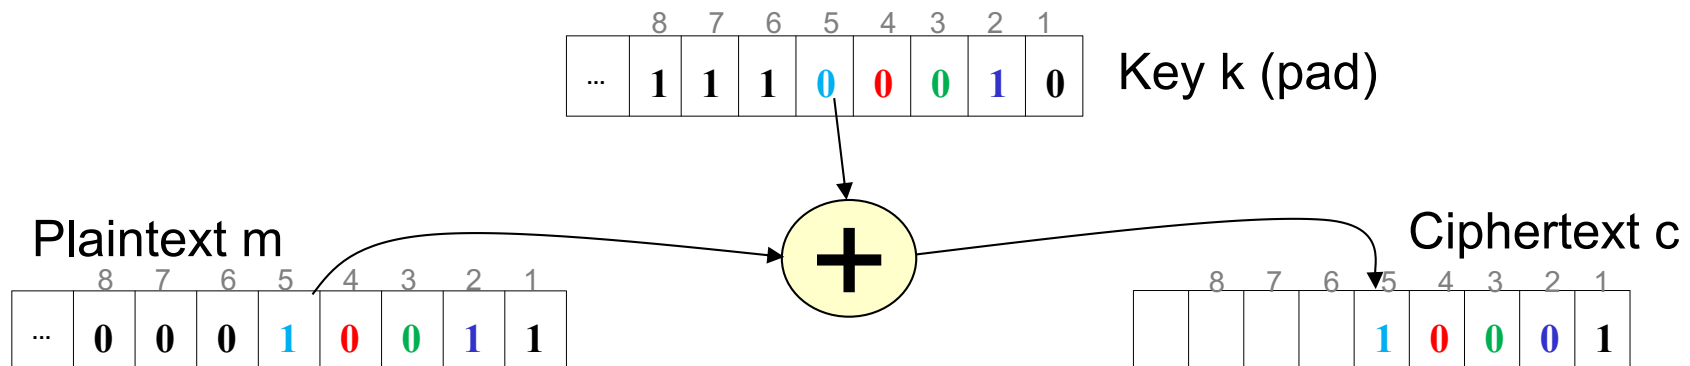 8 7 6 5 4 3 2 1
... 1 1 1 0 0 0 1 0
Key k (pad)
+
Plaintext m
8 7 6 5 4 3 2 1
... 0 0 0 1 0 0 1 1
Ciphertext c
8 7 6 5 4 3 2 1
1 0 0 0 1